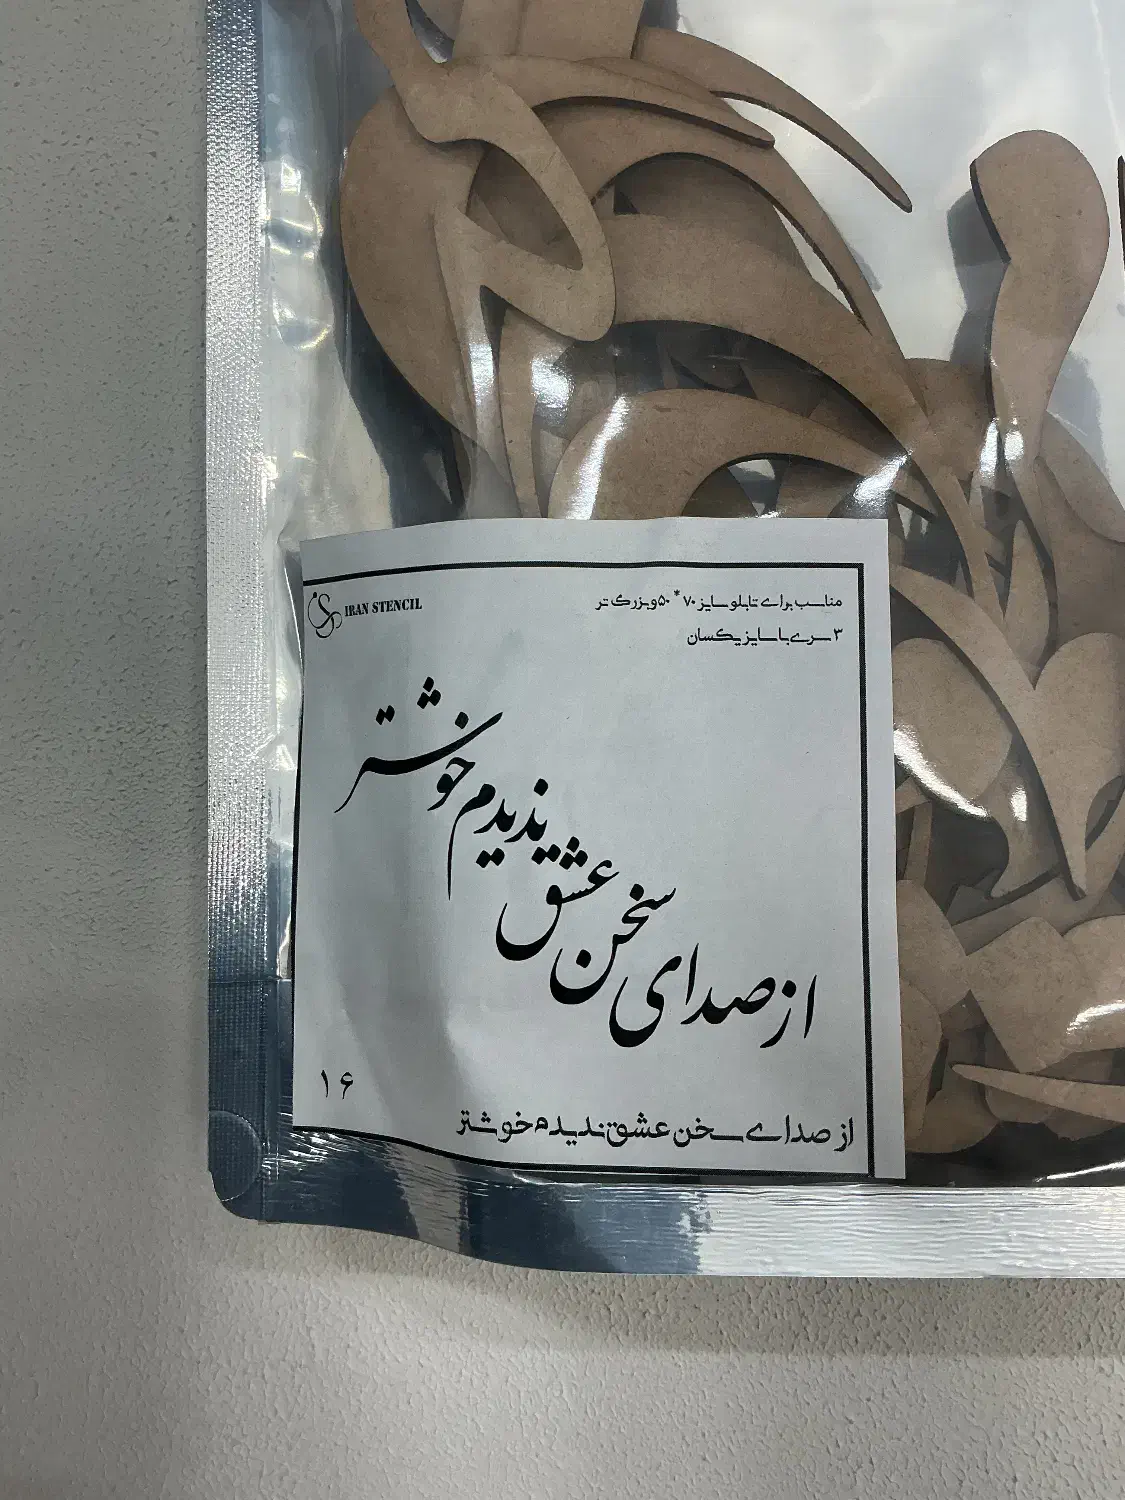 IRAN STENCIL
مناسب برای تابلو سایز ۷۰ * ۵۰ و بزرگ تر
۳ سری با سایز یکسان
از صدای سخن عشق ندیدم خوشتر
۱۶
از صدای سخن عشق ندیدم خوشتر